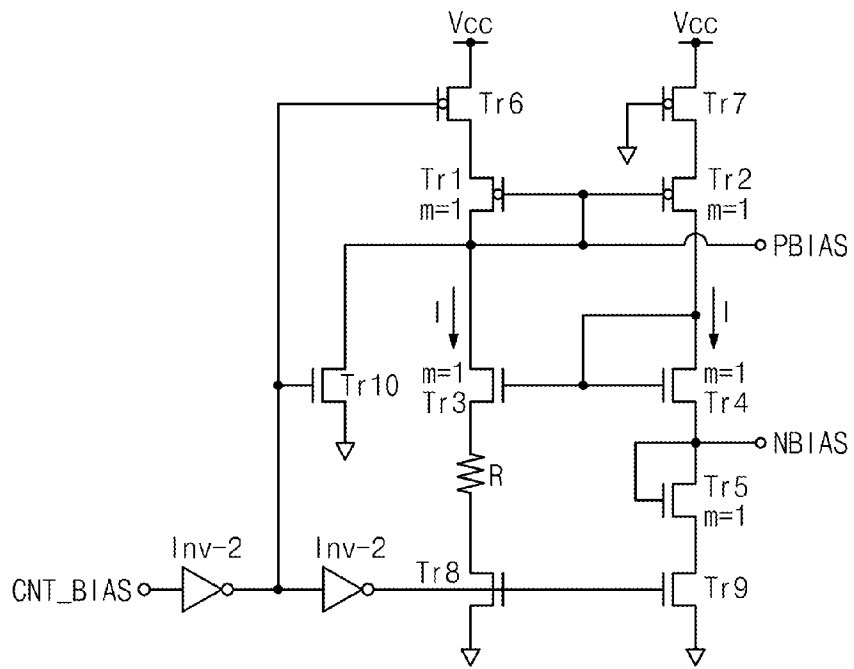 Vcc
Vcc
Tr6
Tr7
Tr1
m=1
Tr2
m=1
PBIAS
I
I
Tr10
m=1
Tr3
m=1
Tr4
NBIAS
R
Tr5
m=1
Inv-2
Inv-2
Tr8
CNT_BIAS
Tr9